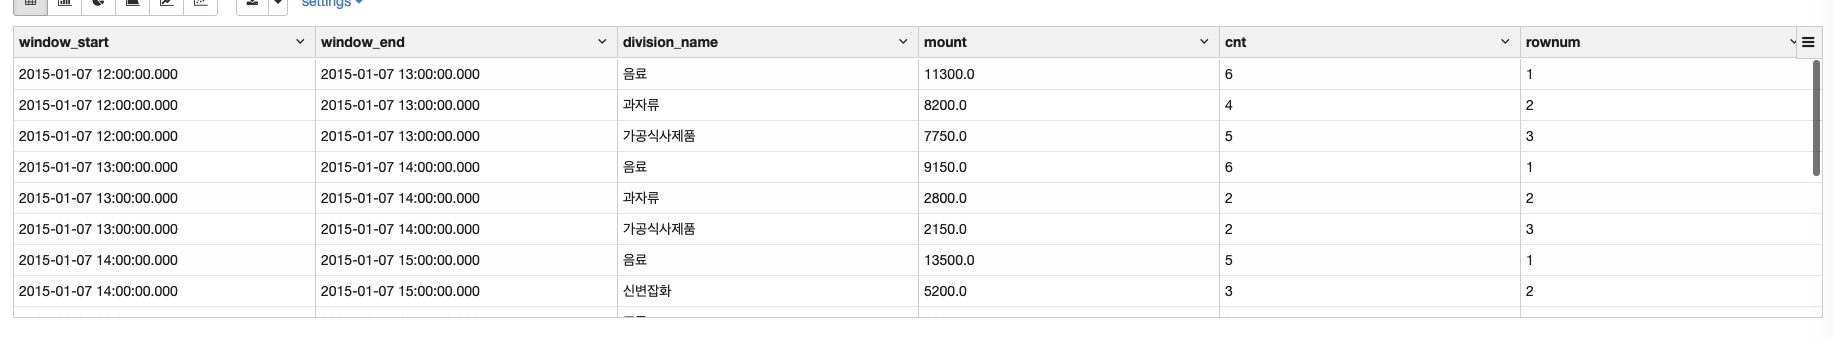 settings
window_start window_end division_name mount cnt rownum
2015-01-07 12:00:00.000 2015-01-07 13:00:00.000 음료 11300.0 6 1
2015-01-07 12:00:00.000 2015-01-07 13:00:00.000 과자류 8200.0 4 2
2015-01-07 12:00:00.000 2015-01-07 13:00:00.000 가공식사제품 7750.0 5 3
2015-01-07 13:00:00.000 2015-01-07 14:00:00.000 음료 9150.0 6 1
2015-01-07 13:00:00.000 2015-01-07 14:00:00.000 과자류 2800.0 2 2
2015-01-07 13:00:00.000 2015-01-07 14:00:00.000 가공식사제품 2150.0 2 3
2015-01-07 14:00:00.000 2015-01-07 15:00:00.000 음료 13500.0 5 1
2015-01-07 14:00:00.000 2015-01-07 15:00:00.000 신변잡화 5200.0 3 2